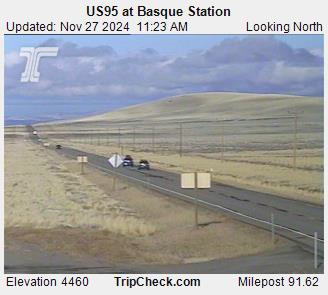 US95 at Basque Station
Updated: Nov 27 2024 11:23 AM Looking North
Elevation 4460 TripCheck.com Milepost 91.62